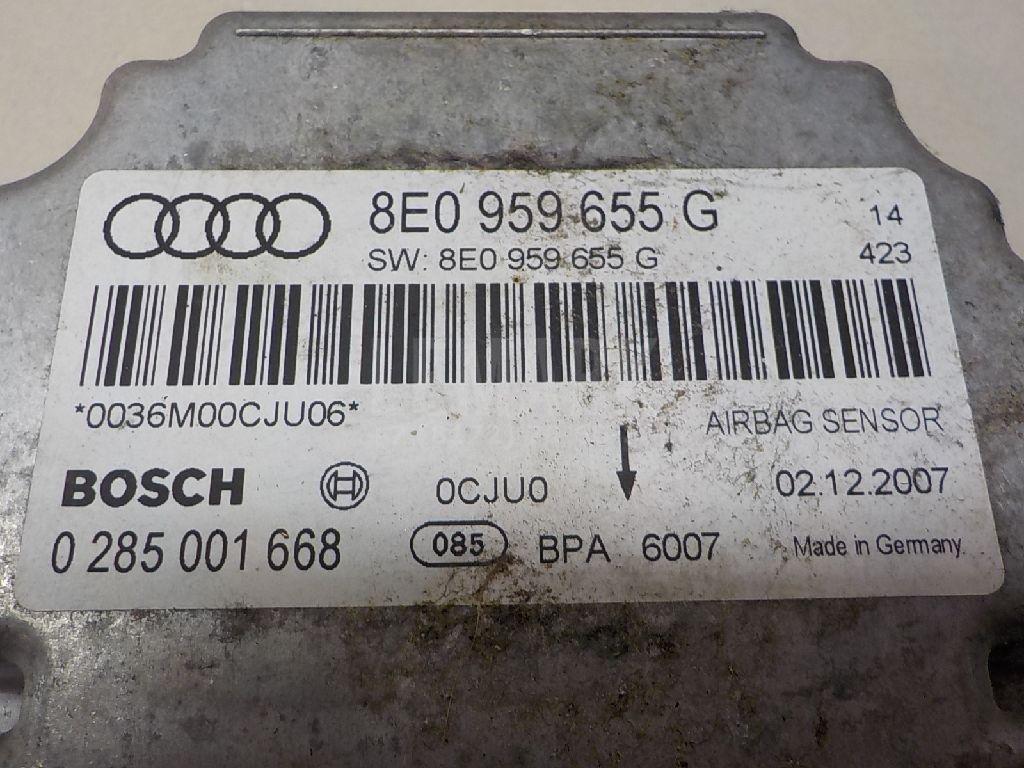 8E0 959 655 G 14
SW: 8E0 959 655 G 423
*0036M00CJU06*
AIRBAG SENSOR
BOSCH 0CJU0 02.12.2007
0 285 001 668 085 BPA 6007 Made in Germany